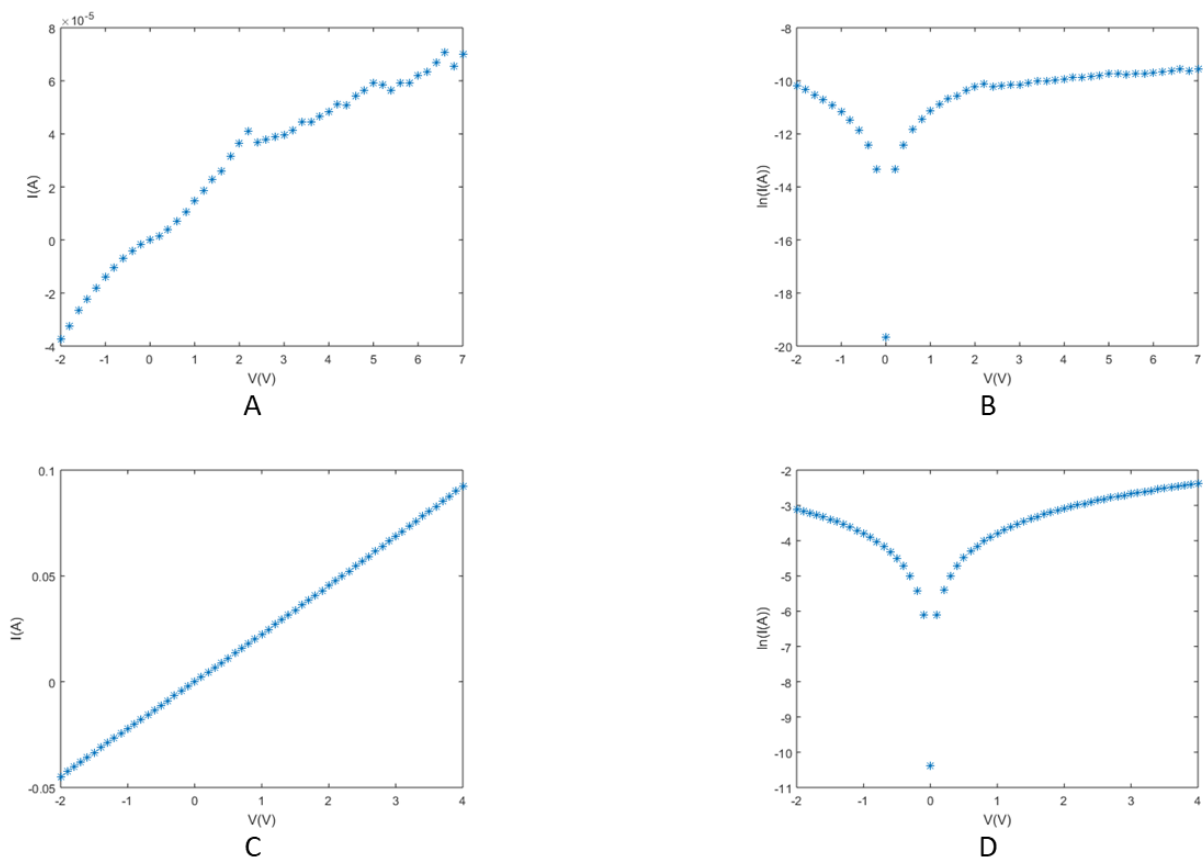 ×10⁻⁵
8
6
4
2
0
-2
-4
-2 -1 0 1 2 3 4 5 6 7
I(A)
V(V)
A
-8
-10
-12
-14
-16
-18
-20
-2 -1 0 1 2 3 4 5 6 7
ln(I(A))
V(V)
B
0.1
0.05
0
-0.05
-2 -1 0 1 2 3 4
I(A)
V(V)
C
-2
-3
-4
-5
-6
-7
-8
-9
-10
-11
-2 -1 0 1 2 3 4
ln(I(A))
V(V)
D